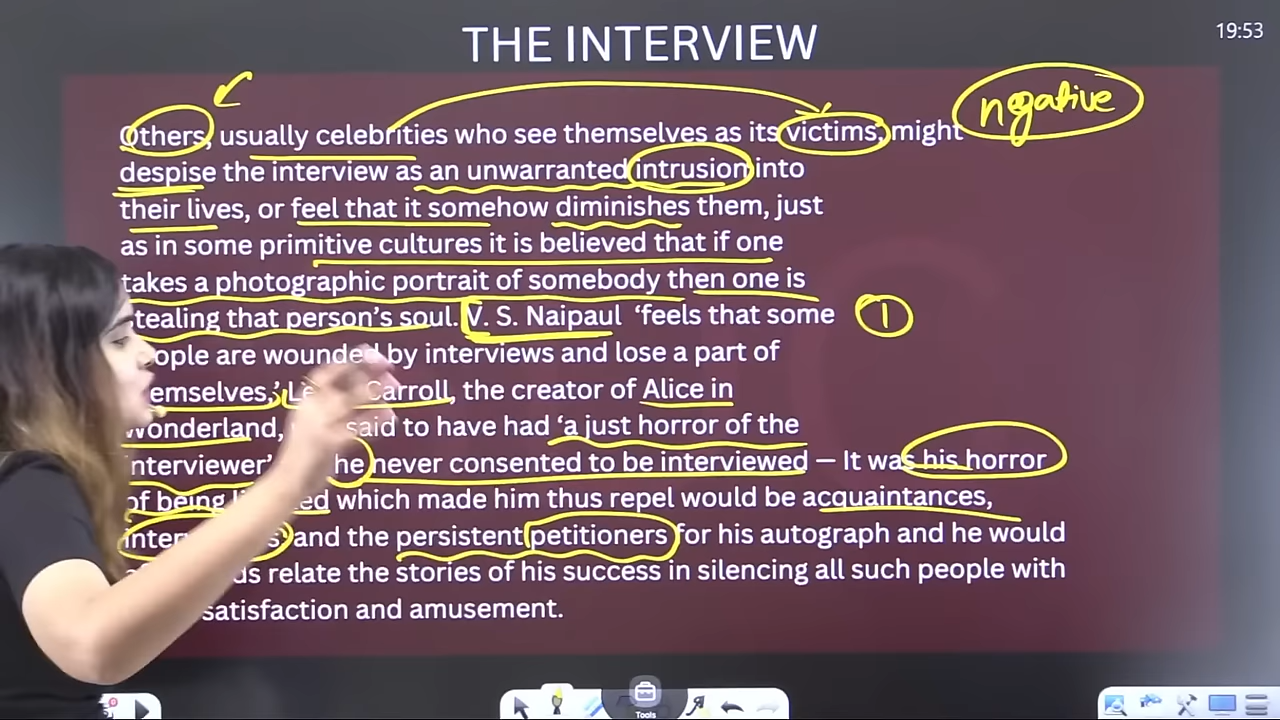 THE INTERVIEW
19:53
negative
Others, usually celebrities who see themselves as its victims, might
despise the interview as an unwarranted intrusion into
their lives, or feel that it somehow diminishes them, just
as in some primitive cultures it is believed that if one
takes a photographic portrait of somebody then one is
tealing that person's soul. V. S. Naipaul ‘feels that some
1
ople are wounded by interviews and lose a part of
emselves,’ Carroll, the creator of Alice in
Wonderland, said to have had ‘a just horror of the
interviewer’ he never consented to be interviewed — It was his horror
of being which made him thus repel would be acquaintances,
and the persistent petitioners for his autograph and he would
relate the stories of his success in silencing all such people with
satisfaction and amusement.
Tools